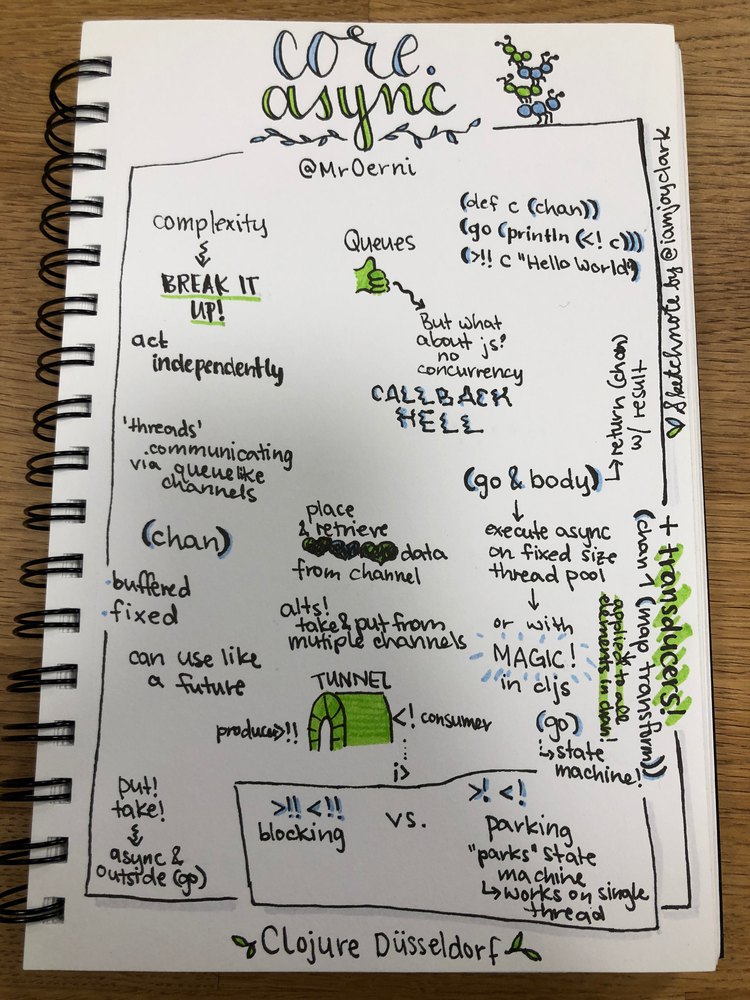 core.
async
@MrOerni
complexity
BREAK IT
UP!
act
independently
'threads'
communicating
via queuelike
channels
(chan)
·buffered
·fixed
can use like
a future
put!
take!
async &
outside (go)
Queues
But what
about js?
no
concurrency
CALLBACK
HELL
place
& retrieve
data
from channel
alts!
take & put from
multiple channels
TUNNEL
producer>!!
<! consumer
(def c (chan))
(go (println (<! c)))
(>!! c "Hello World")
(go & body)
return (chan)
w/ result
execute async
on fixed size
thread pool
or with
MAGIC!
in cljs
(go)
state
machine!
+ transducers!
(chan 1 (map transform))
applied to all
elements in chan!
>!! <!!
blocking
vs.
>! <!
parking
"parks" state
machine
works on single
thread
Sketchnote by @iamjoyclark
Clojure Düsseldorf